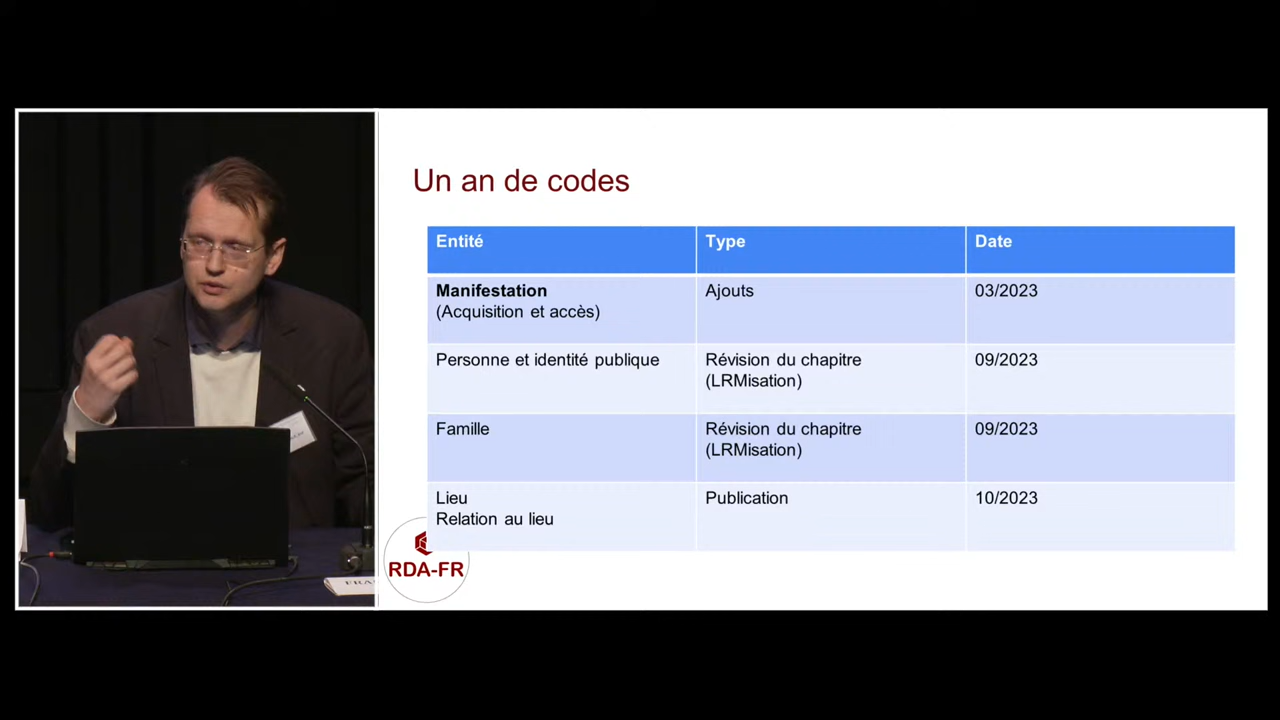 Un an de codes
Entité
Type
Date
Manifestation
(Acquisition et accès)
Ajouts
03/2023
Personne et identité publique
Révision du chapitre
(LRMisation)
09/2023
Famille
Révision du chapitre
(LRMisation)
09/2023
Lieu
Relation au lieu
Publication
10/2023
RDA-FR